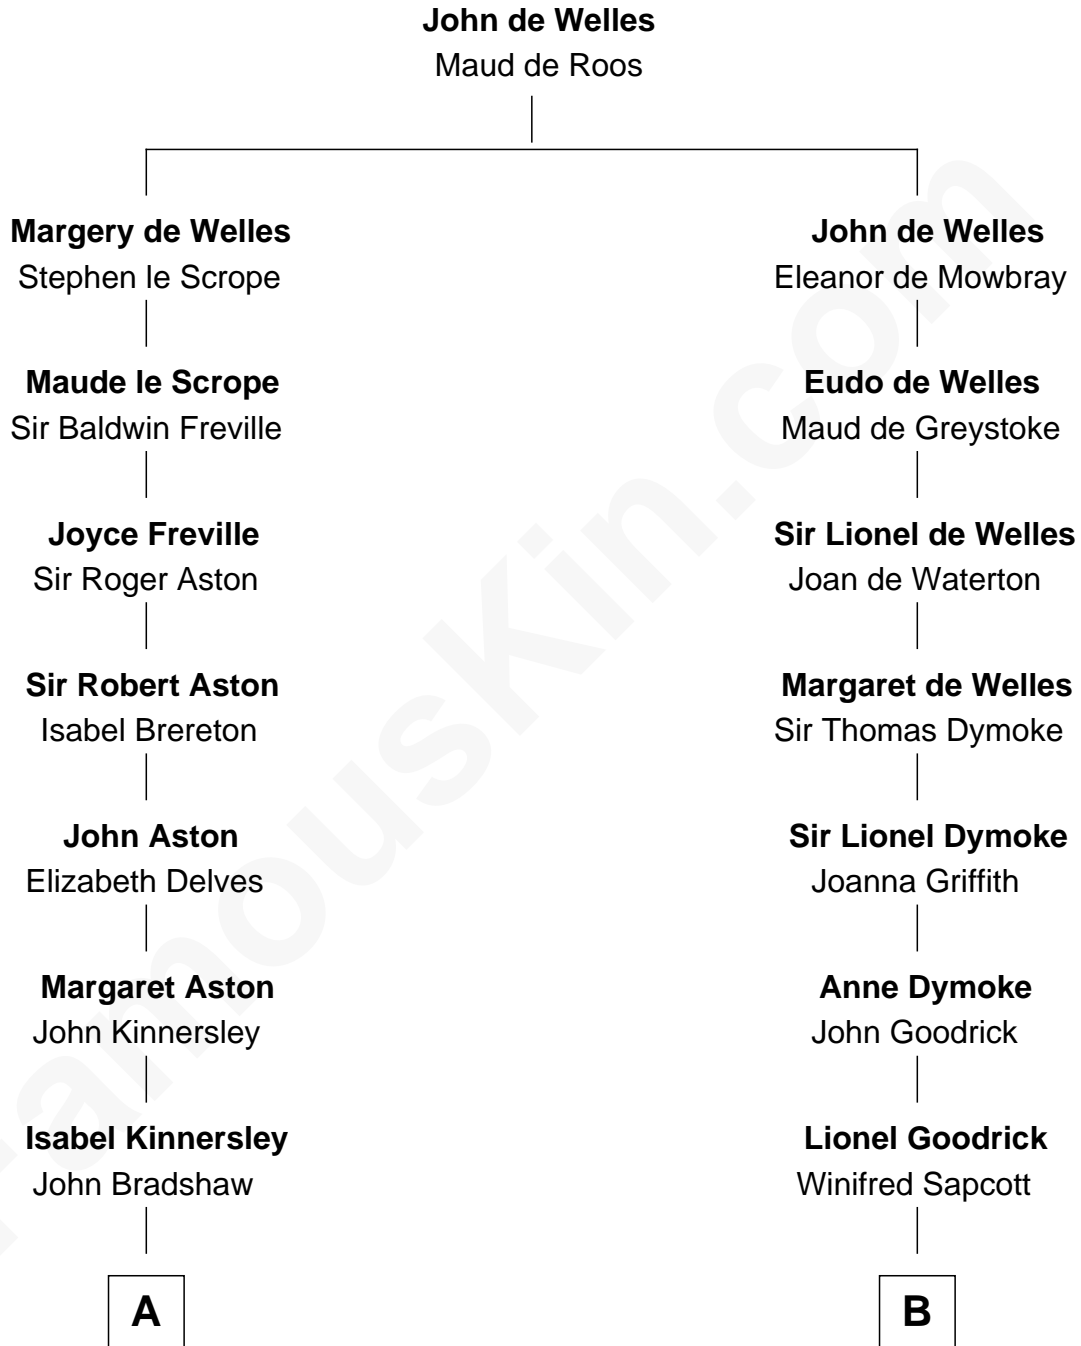 John de Welles
Maud de Roos
Margery de Welles
Stephen le Scrope
John de Welles
Eleanor de Mowbray
Maude le Scrope
Sir Baldwin Freville
Eudo de Welles
Maud de Greystoke
Joyce Freville
Sir Roger Aston
Sir Lionel de Welles
Joan de Waterton
Sir Robert Aston
Isabel Brereton
Margaret de Welles
Sir Thomas Dymoke
John Aston
Elizabeth Delves
Sir Lionel Dymoke
Joanna Griffith
Margaret Aston
John Kinnersley
Anne Dymoke
John Goodrick
Isabel Kinnersley
John Bradshaw
Lionel Goodrick
Winifred Sapcott
A
B
FamousKin.com